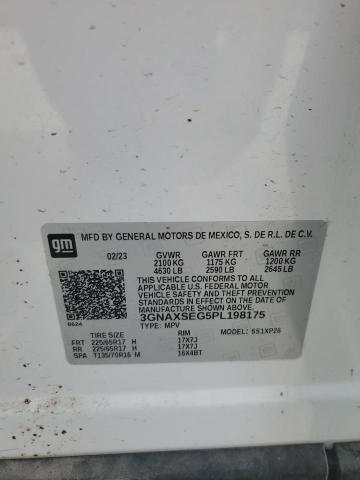 gm
MFD BY GENERAL MOTORS DE MEXICO, S. DE R.L. DE C.V.
02/23 GVWR GAWR FRT GAWR RR
2100 KG 1175 KG 1200 KG
4630 LB 2590 LB 2645 LB
THIS VEHICLE CONFORMS TO ALL
APPLICABLE U.S. FEDERAL MOTOR
VEHICLE SAFETY, BUMPER, AND THEFT
PREVENTION STANDARDS IN EFFECT ON
THE DATE OF MANUFACTURE SHOWN ABOVE.
3GNAXSEG5PL198175
TYPE: MPV MODEL: 551XP26
TIRE SIZE RIM
FRT 225/65R17 H 17X7J
RR 225/65R17 H 17X7J
SPA T135/70R16 M 16X4BT